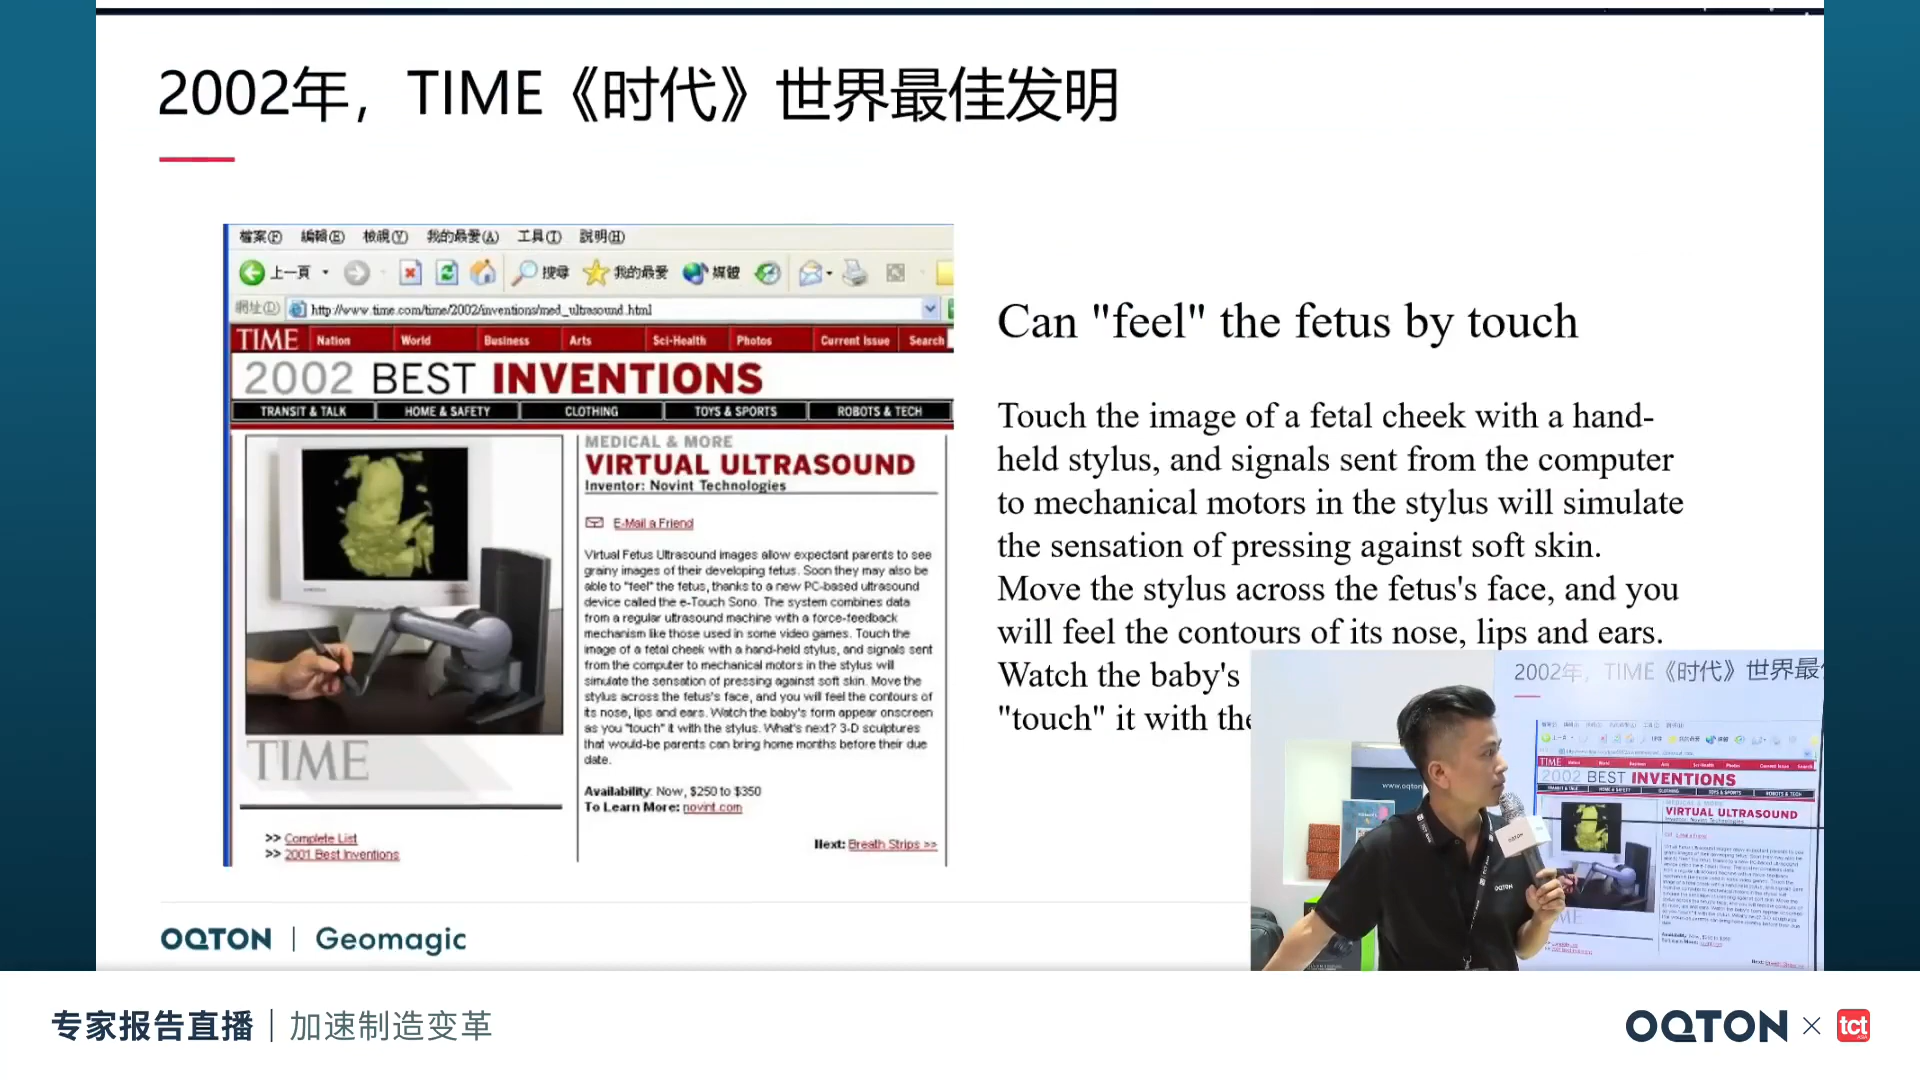 2002年，TIME《时代》世界最佳发明
檔案(F) 編輯(E) 檢視(V) 我的最愛(A) 工具(T) 說明(H)
上一頁 搜尋 我的最愛 媒體
網址(D) http://www.time.com/time/2002/inventions/med_ultrasound.html
TIME Nation World Business Arts Sci-Health Photos Current Issue Search
2002 BEST INVENTIONS
TRANSIT & TALK HOME & SAFETY CLOTHING TOYS & SPORTS ROBOTS & TECH
MEDICAL & MORE
VIRTUAL ULTRASOUND
Inventor: Novint Technologies
E-Mail a Friend
Virtual Fetus Ultrasound images allow expectant parents to see
grainy images of their developing fetus. Soon they may also be
able to "feel" the fetus, thanks to a new PC-based ultrasound
device called the e-Touch Sono. The system combines data
from a regular ultrasound machine with a force-feedback
mechanism like those used in some video games. Touch the
image of a fetal cheek with a hand-held stylus, and signals sent
from the computer to mechanical motors in the stylus will
simulate the sensation of pressing against soft skin. Move the
stylus across the fetus's face, and you will feel the contours of
its nose, lips and ears. Watch the baby's form appear onscreen
as you "touch" it with the stylus. What's next? 3-D sculptures
that would-be parents can bring home months before their due
date.
Availability: Now, $250 to $350
To Learn More: novint.com
TIME
>> Complete List
>> 2001 Best Inventions
Next: Breath Strips >>
Can "feel" the fetus by touch
Touch the image of a fetal cheek with a hand-
held stylus, and signals sent from the computer
to mechanical motors in the stylus will simulate
the sensation of pressing against soft skin.
Move the stylus across the fetus's face, and you
will feel the contours of its nose, lips and ears.
Watch the baby's
"touch" it with the
2002年，TIME《时代》世界最
TIME
2002 BEST INVENTIONS
VIRTUAL ULTRASOUND
www.oqton
OQTON
OQTON
OQTON | Geomagic
专家报告直播 | 加速制造变革
OQTON × tct